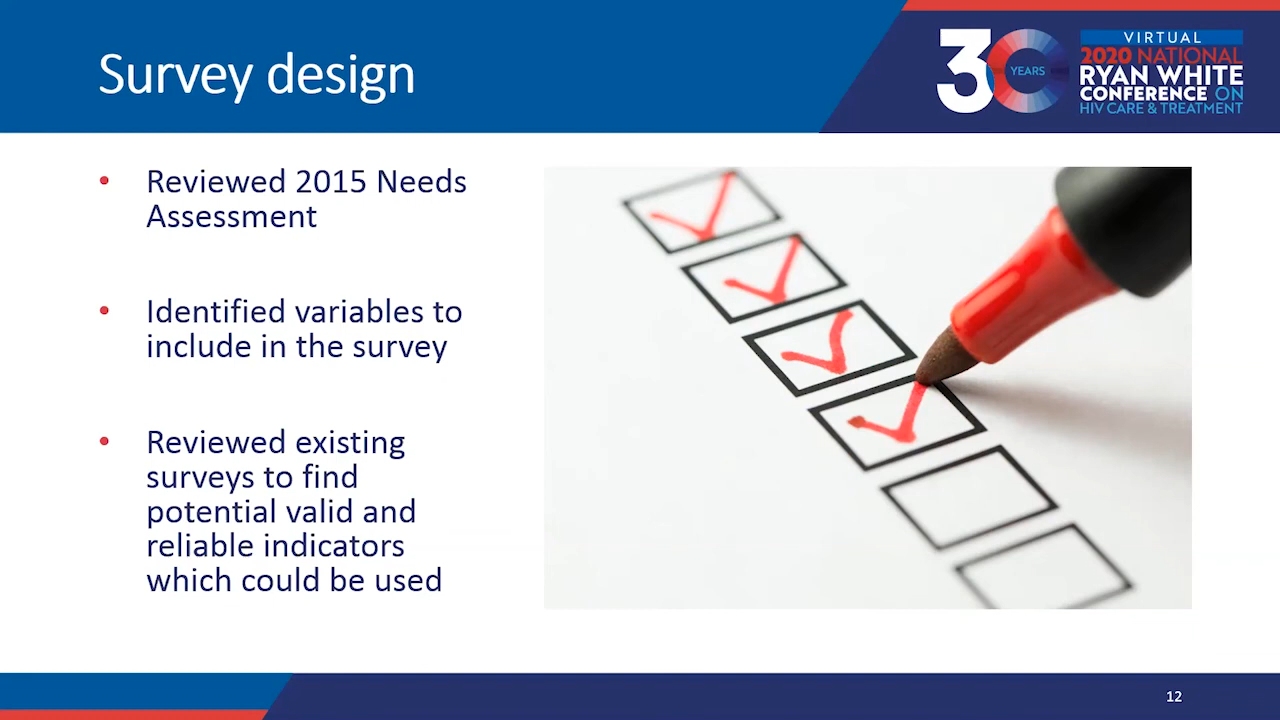 Survey design
30
YEARS
VIRTUAL
2020 NATIONAL
RYAN WHITE
CONFERENCE ON
HIV CARE & TREATMENT
• Reviewed 2015 Needs
Assessment
• Identified variables to
include in the survey
• Reviewed existing
surveys to find
potential valid and
reliable indicators
which could be used
12